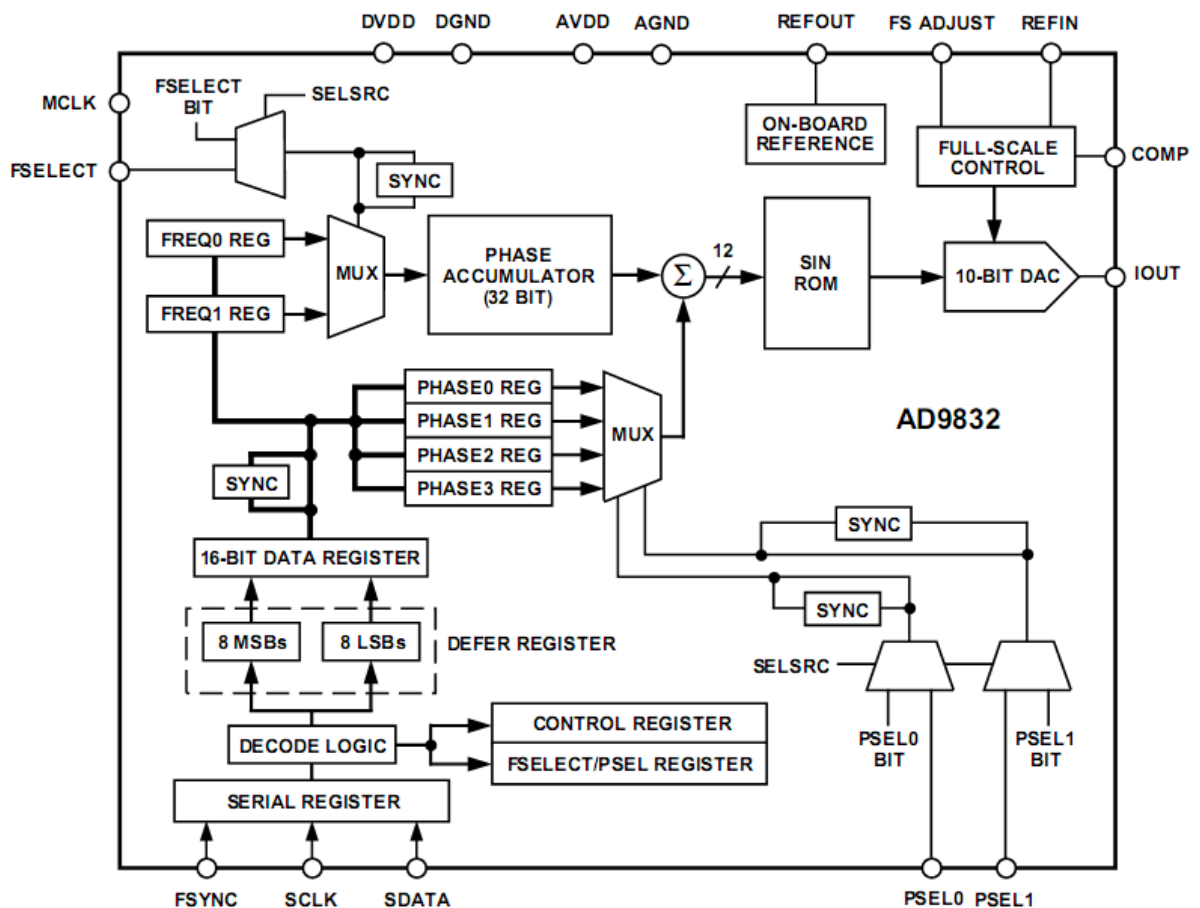 DVDD
DGND
AVDD
AGND
REFOUT
FS ADJUST
REFIN
MCLK
FSELECT
BIT
SELSRC
ON-BOARD
REFERENCE
FULL-SCALE
CONTROL
COMP
FSELECT
SYNC
FREQ0 REG
MUX
PHASE
ACCUMULATOR
(32 BIT)
Σ
12
SIN
ROM
10-BIT DAC
IOUT
FREQ1 REG
PHASE0 REG
PHASE1 REG
PHASE2 REG
PHASE3 REG
MUX
AD9832
SYNC
SYNC
16-BIT DATA REGISTER
SYNC
8 MSBs
8 LSBs
DEFER REGISTER
SELSRC
DECODE LOGIC
CONTROL REGISTER
FSELECT/PSEL REGISTER
PSEL0
BIT
PSEL1
BIT
SERIAL REGISTER
FSYNC
SCLK
SDATA
PSEL0
PSEL1